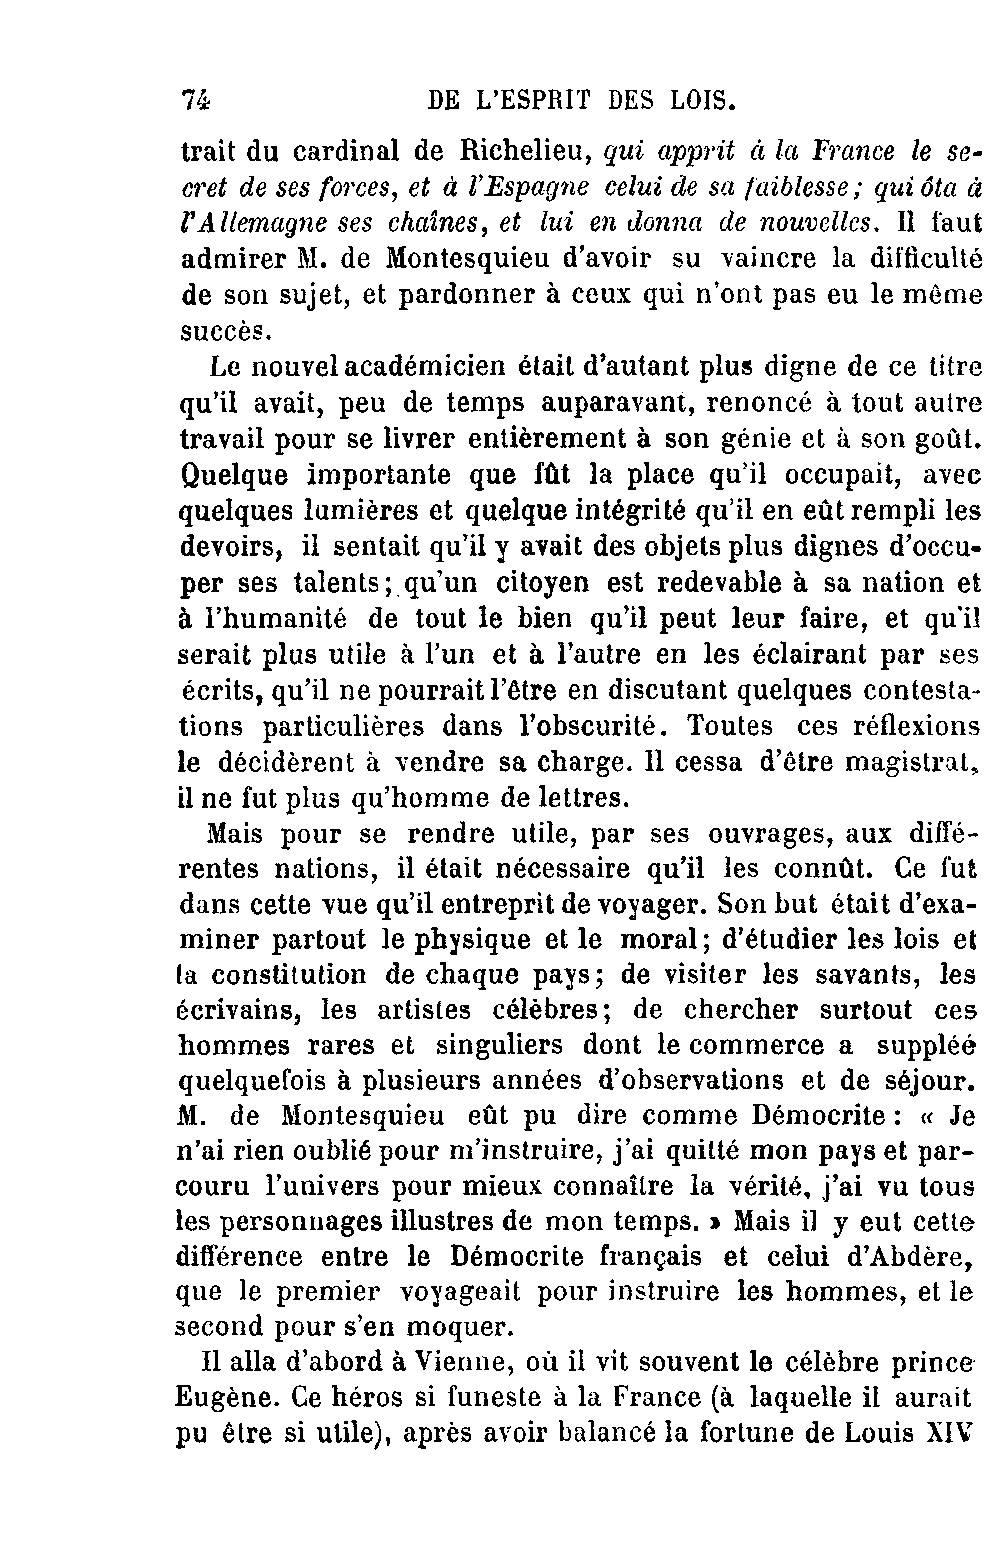 74 DE L'ESPRIT DES LOIS.
trait du cardinal de Richelieu, qui apprit à la France le se-
cret de ses forces, et à l'Espagne celui de sa faiblesse; qui ôta à
l'Allemagne ses chaînes, et lui en donna de nouvelles. Il faut
admirer M. de Montesquieu d'avoir su vaincre la difficulté
de son sujet, et pardonner à ceux qui n'ont pas eu le même
succès.
Le nouvel académicien était d'autant plus digne de ce titre
qu'il avait, peu de temps auparavant, renoncé à tout autre
travail pour se livrer entièrement à son génie et à son goût.
Quelque importante que fût la place qu'il occupait, avec
quelques lumières et quelque intégrité qu'il en eût rempli les
devoirs, il sentait qu'il y avait des objets plus dignes d'occu-
per ses talents; qu'un citoyen est redevable à sa nation et
à l'humanité de tout le bien qu'il peut leur faire, et qu'il
serait plus utile à l'un et à l'autre en les éclairant par ses
écrits, qu'il ne pourrait l'être en discutant quelques contesta-
tions particulières dans l'obscurité. Toutes ces réflexions
le décidèrent à vendre sa charge. Il cessa d'être magistrat,
il ne fut plus qu'homme de lettres.
Mais pour se rendre utile, par ses ouvrages, aux diffé-
rentes nations, il était nécessaire qu'il les connût. Ce fut
dans cette vue qu'il entreprit de voyager. Son but était d'exa-
miner partout le physique et le moral; d'étudier les lois et
la constitution de chaque pays; de visiter les savants, les
écrivains, les artistes célèbres; de chercher surtout ces
hommes rares et singuliers dont le commerce a suppléé
quelquefois à plusieurs années d'observations et de séjour.
M. de Montesquieu eût pu dire comme Démocrite: « Je
n'ai rien oublié pour m'instruire, j'ai quitté mon pays et par-
couru l'univers pour mieux connaître la vérité, j'ai vu tous
les personnages illustres de mon temps. » Mais il y eut cette
différence entre le Démocrite français et celui d'Abdère,
que le premier voyageait pour instruire les hommes, et le
second pour s'en moquer.
Il alla d'abord à Vienne, où il vit souvent le célèbre prince
Eugène. Ce héros si funeste à la France (à laquelle il aurait
pu être si utile), après avoir balancé la fortune de Louis XIV